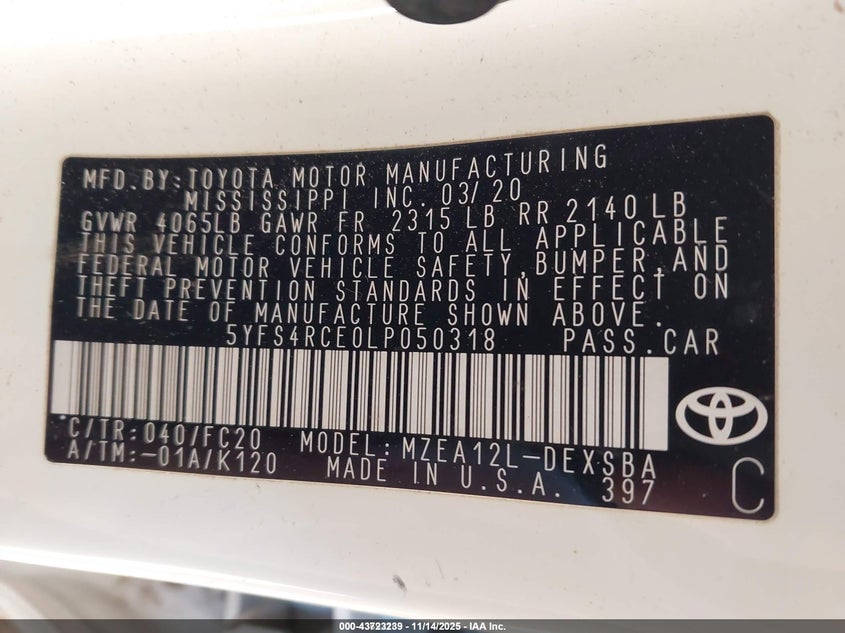 MFD.BY:TOYOTA MOTOR MANUFACTURING
MISSISSIPPI INC. 03/20
GVWR 4065LB GAWR FR 2315 LB RR 2140 LB
THIS VEHICLE CONFORMS TO ALL APPLICABLE
FEDERAL MOTOR VEHICLE SAFETY,BUMPER,AND
THEFT PREVENTION STANDARDS IN EFFECT ON
THE DATE OF MANUFACTURE SHOWN ABOVE.
5YFS4RCE0LP050318 PASS.CAR
C/TR:040/FC20 MODEL:MZEA12L-DEXSBA
A/TM:-01A/K120 MADE IN U.S.A. 397
C
000-43723239 - 11/14/2025 - IAA Inc.